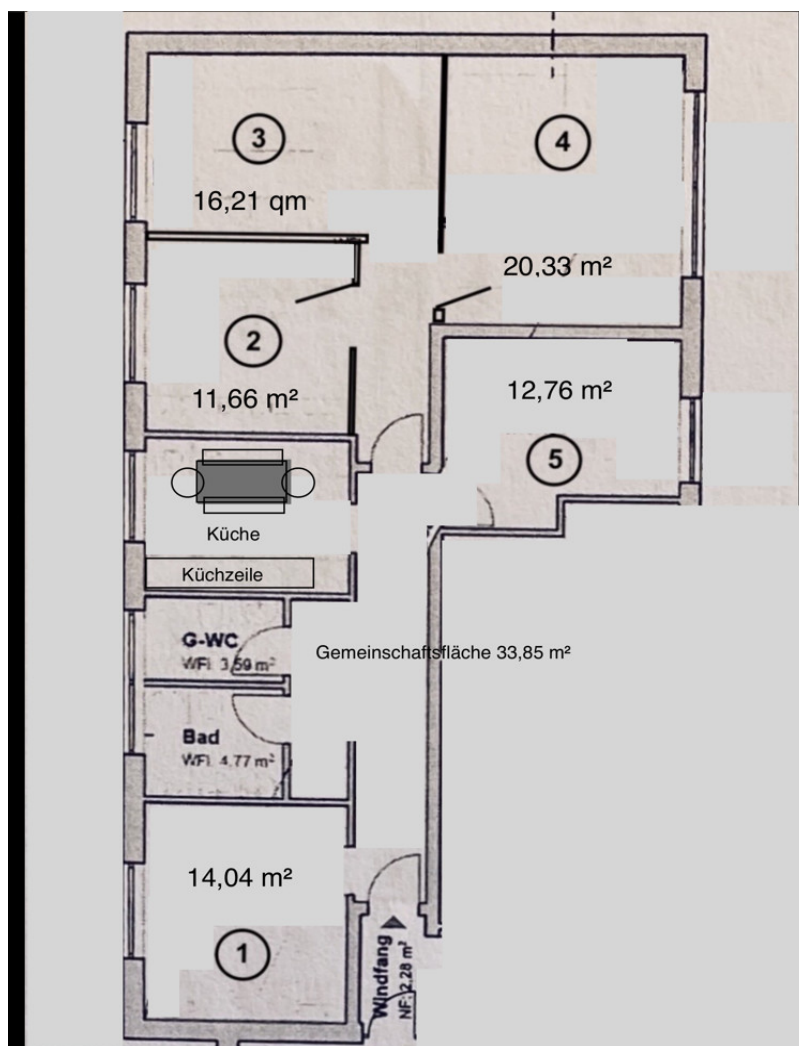 3
4
16,21 qm
20,33 m²
2
11,66 m²
12,76 m²
5
Küche
Küchzeile
G-WC
WFl: 3,59 m²
Gemeinschaftsfläche 33,85 m²
Bad
WFl: 4,77 m²
14,04 m²
1
Windfang
NF: 2,28 m²